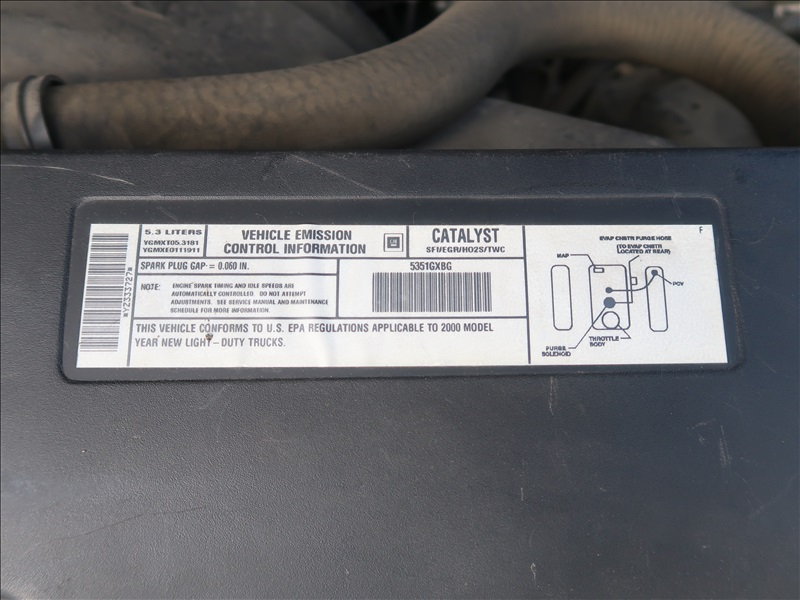 5.3 LITERS
YGMXT05.3181
YGMXE0111911
VEHICLE EMISSION
CONTROL INFORMATION
GM
CATALYST
SFI/EGR/HO2S/TWC
SPARK PLUG GAP = 0.060 IN.
NOTE: ENGINE SPARK TIMING AND IDLE SPEEDS ARE
AUTOMATICALLY CONTROLLED. DO NOT ATTEMPT
ADJUSTMENTS. SEE SERVICE MANUAL AND MAINTENANCE
SCHEDULE FOR MORE INFORMATION.
5351GXBG
THIS VEHICLE CONFORMS TO U.S. EPA REGULATIONS APPLICABLE TO 2000 MODEL
YEAR NEW LIGHT-DUTY TRUCKS.
*YZ333727*
F
EVAP CNSTR PURGE HOSE
(TO EVAP CNSTR
LOCATED AT REAR)
MAP
PCV
PURGE
SOLENOID
THROTTLE
BODY